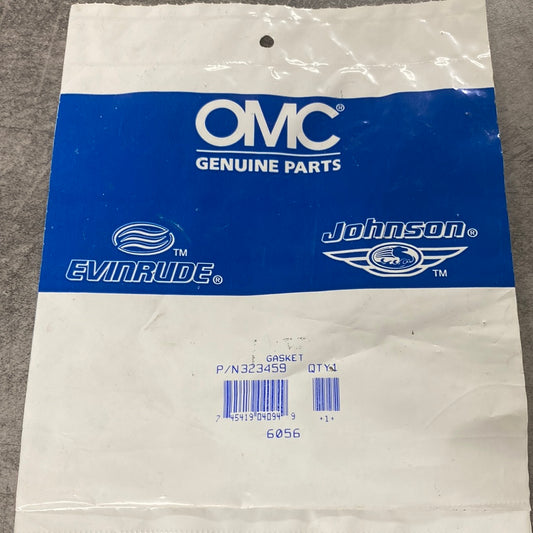 OMC®
GENUINE PARTS
™
EVINRUDE®
Johnson®
™
GASKET
P/N323459 QTY1
7 45419 04094 9 *1*
6056